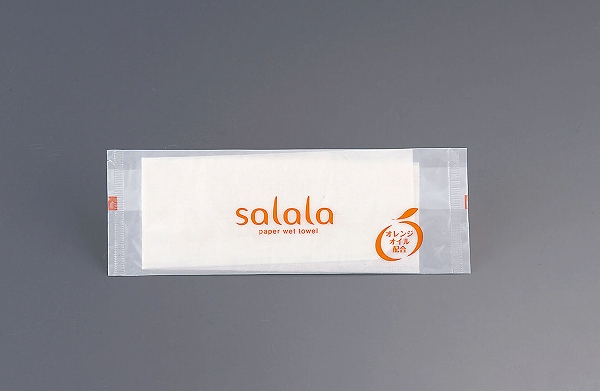 salala
paper wet towel
オレンジ
オイル
配合